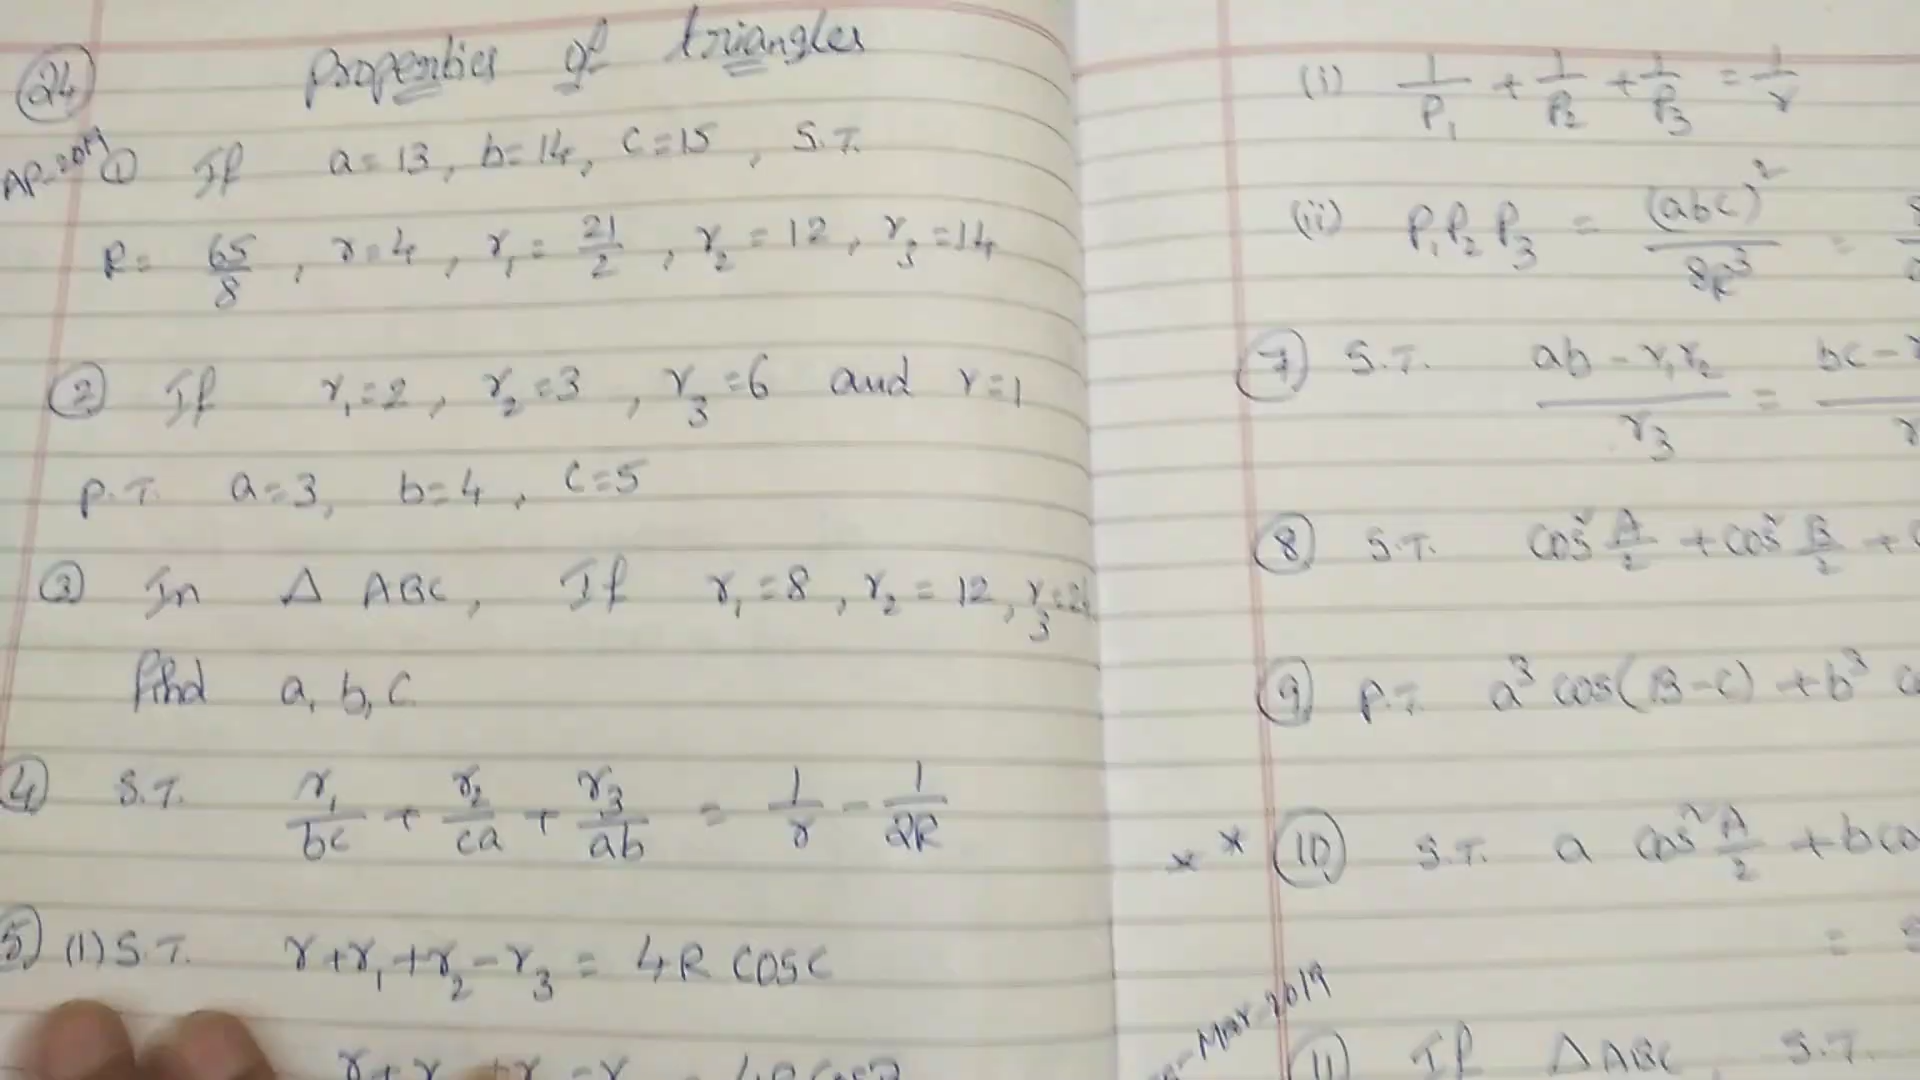 24
Properties of triangles
AP-2019 ① If a=13, b=14, c=15, S.T.
R= 65/8, r=4, r₁= 21/2, r₂=12, r₃=14
② If r₁=2, r₂=3, r₃=6 and r=1
P.T. a=3, b=4, c=5
③ In Δ ABC, If r₁=8, r₂=12, r₃=24
find a, b, c
④ S.T. r₁/bc + r₂/ca + r₃/ab = 1/r - 1/2R
⑤ (1) S.T. r+r₁+r₂-r₃ = 4R cosC
(i) 1/P₁ + 1/P₂ + 1/P₃ = 1/r
(ii) P₁P₂P₃ = (abc)²/8R³ =
⑦ S.T. ab-r₁r₂/r₃ = bc-
⑧ S.T. cos² A/2 + cos² B/2 +
⑨ P.T. a³ cos(B-C) + b³
** ⑩ S.T. a cos² A/2 + b
=
Mar-2019
11) If ΔABC, S.T.